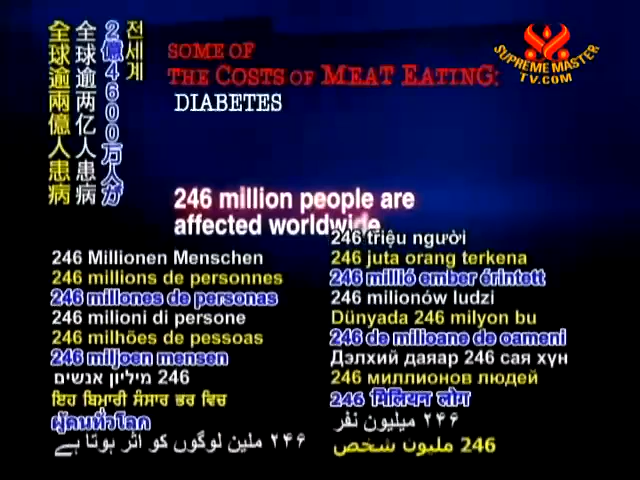 SOME OF
THE COSTS OF MEAT EATING:
DIABETES
SUPREME MASTER
TV.COM
전 세계
2億4600万人が
全球逾两亿人患病
全球逾兩億人患病
246 million people are
affected worldwide
246 Millionen Menschen
246 millions de personnes
246 millones de personas
246 milioni di persone
246 milhões de pessoas
246 miljoen mensen
246 מיליון אנשים
ਇਹ ਬਿਮਾਰੀ ਸੰਸਾਰ ਭਰ ਵਿਚ
ผู้คนทั่วโลก
۲۴۶ ملین لوگوں کو اثر ہوتا ہے
246 triệu người
246 juta orang terkena
246 millió ember érintett
246 milionów ludzi
Dünyada 246 milyon bu
246 de milioane de oameni
Дэлхий даяар 246 сая хүн
246 миллионов людей
246 मिलियन लोग
۲۴۶ میلیون نفر
246 مليون شخص